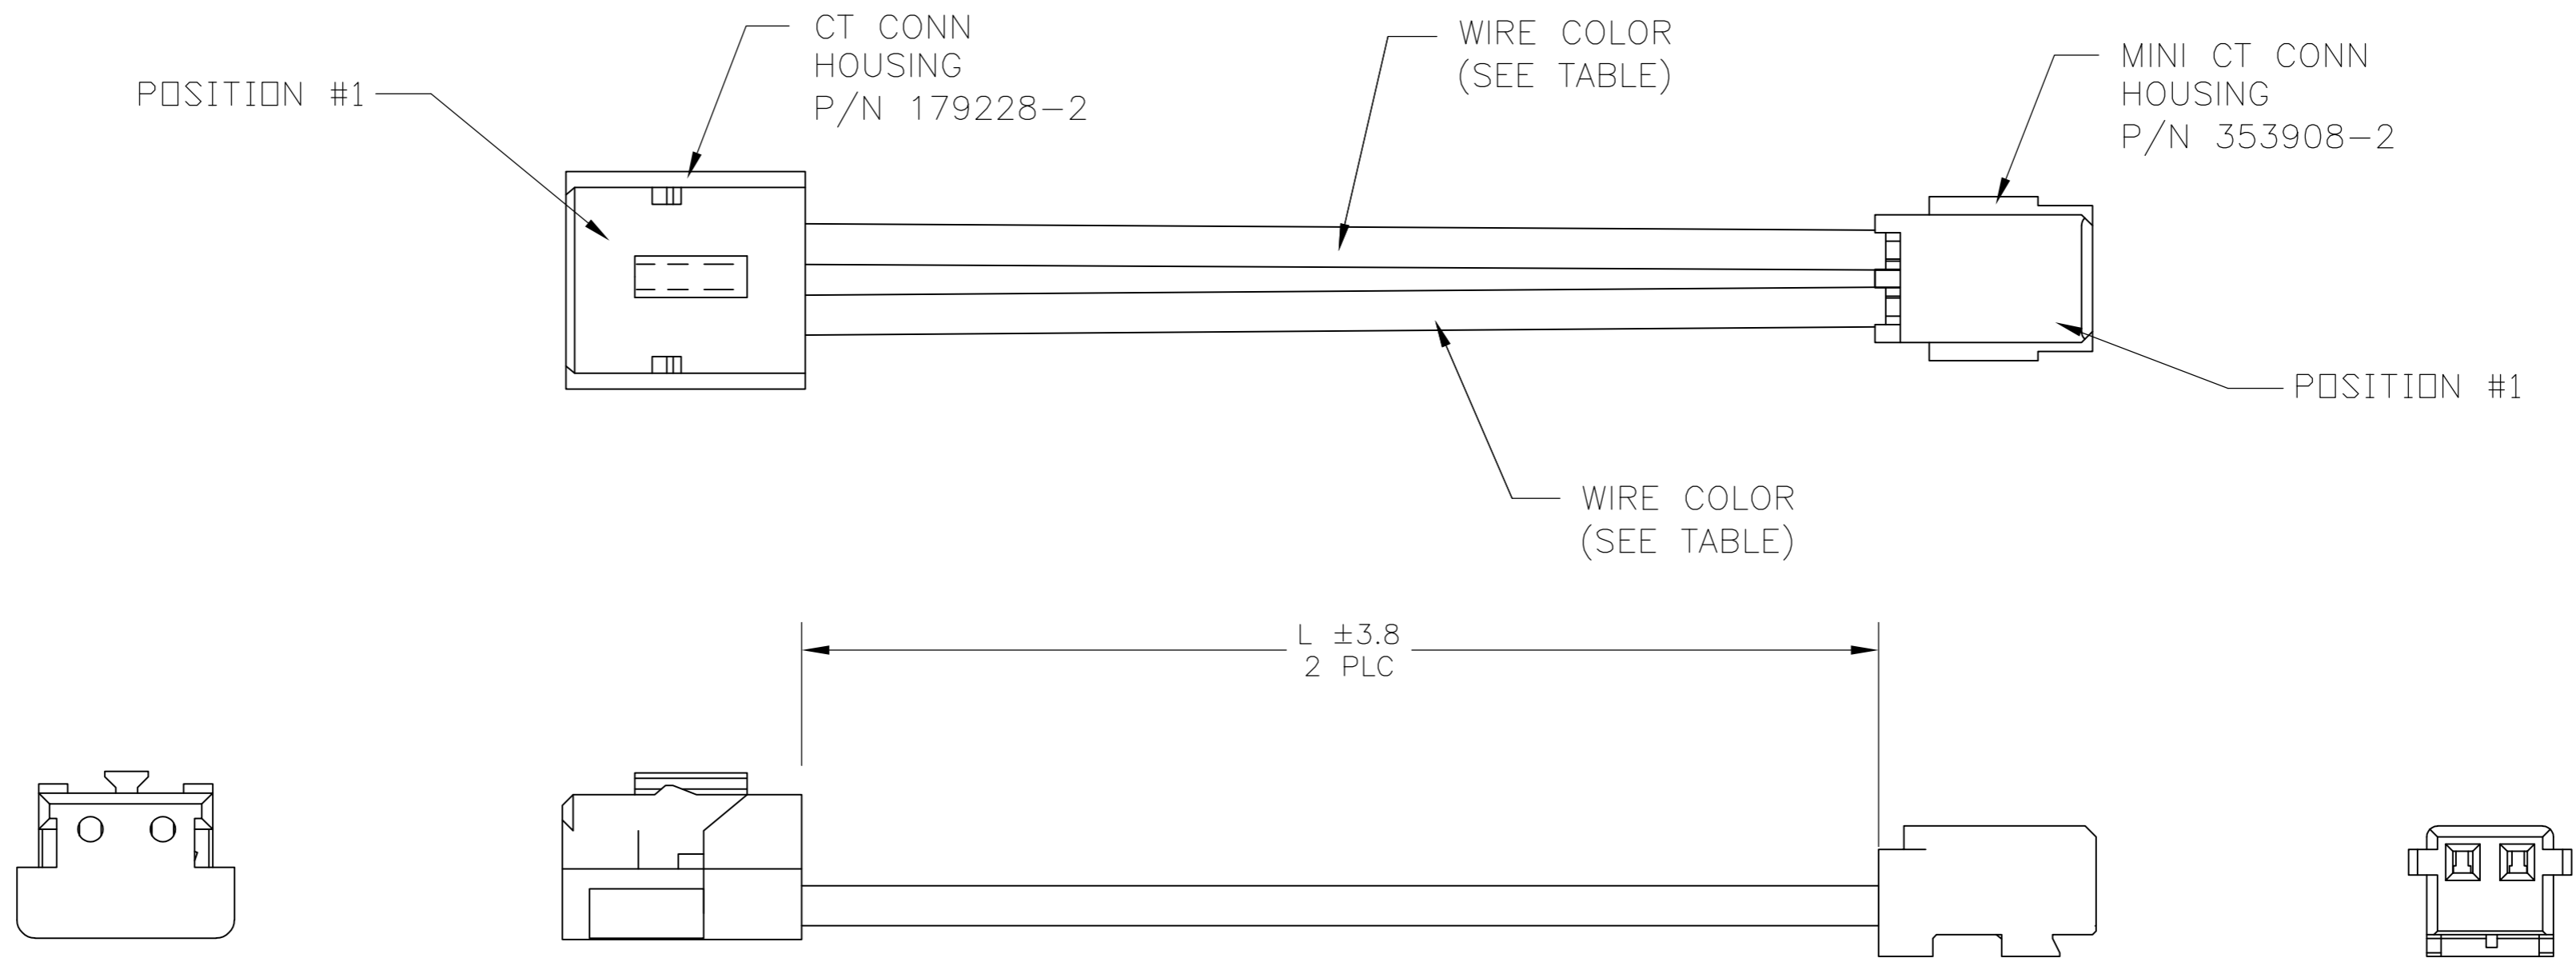 CT CONN
HOUSING
P/N 179228-2
POSITION #1
WIRE COLOR
(SEE TABLE)
MINI CT CONN
HOUSING
P/N 353908-2
POSITION #1
WIRE COLOR
(SEE TABLE)
L ±3.8
2 PLC